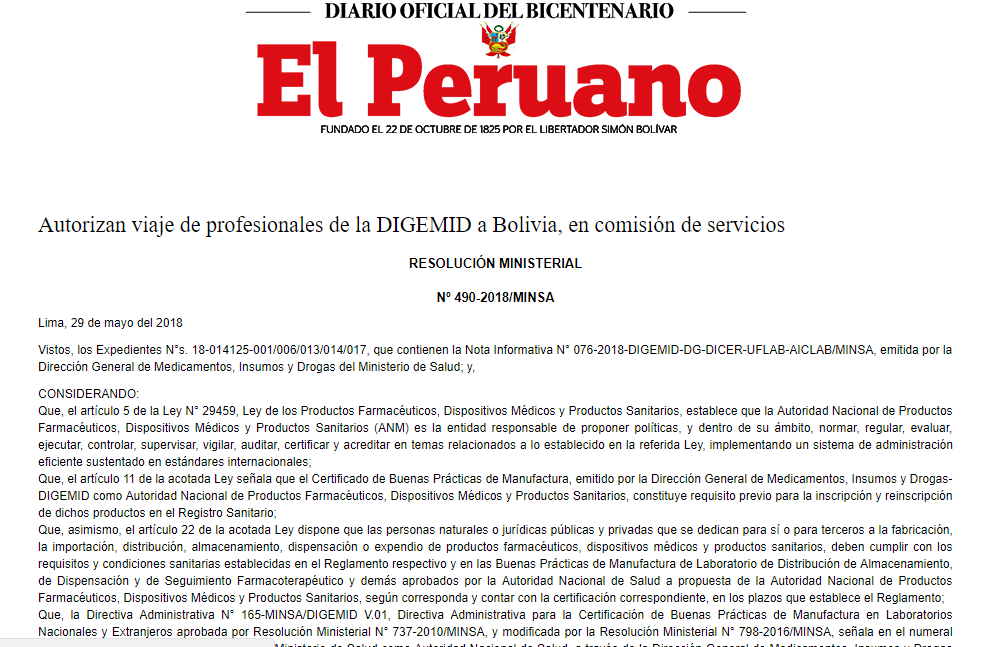 DIARIO OFICIAL DEL BICENTENARIO
El Peruano
FUNDADO EL 22 DE OCTUBRE DE 1825 POR EL LIBERTADOR SIMÓN BOLÍVAR
Autorizan viaje de profesionales de la DIGEMID a Bolivia, en comisión de servicios
RESOLUCIÓN MINISTERIAL
Nº 490-2018/MINSA
Lima, 29 de mayo del 2018
Vistos, los Expedientes N°s. 18-014125-001/006/013/014/017, que contienen la Nota Informativa N° 076-2018-DIGEMID-DG-DICER-UFLAB-AICLAB/MINSA, emitida por la
Dirección General de Medicamentos, Insumos y Drogas del Ministerio de Salud; y,
CONSIDERANDO:
Que, el artículo 5 de la Ley N° 29459, Ley de los Productos Farmacéuticos, Dispositivos Médicos y Productos Sanitarios, establece que la Autoridad Nacional de Productos
Farmacéuticos, Dispositivos Médicos y Productos Sanitarios (ANM) es la entidad responsable de proponer políticas, y dentro de su ámbito, normar, regular, evaluar,
ejecutar, controlar, supervisar, vigilar, auditar, certificar y acreditar en temas relacionados a lo establecido en la referida Ley, implementando un sistema de administración
eficiente sustentado en estándares internacionales;
Que, el artículo 11 de la acotada Ley señala que el Certificado de Buenas Prácticas de Manufactura, emitido por la Dirección General de Medicamentos, Insumos y Drogas-
DIGEMID como Autoridad Nacional de Productos Farmacéuticos, Dispositivos Médicos y Productos Sanitarios, constituye requisito previo para la inscripción y reinscripción
de dichos productos en el Registro Sanitario;
Que, asimismo, el artículo 22 de la acotada Ley dispone que las personas naturales o jurídicas públicas y privadas que se dedican para sí o para terceros a la fabricación,
la importación, distribución, almacenamiento, dispensación o expendio de productos farmacéuticos, dispositivos médicos y productos sanitarios, deben cumplir con los
requisitos y condiciones sanitarias establecidas en el Reglamento respectivo y en las Buenas Prácticas de Manufactura de Laboratorio de Distribución de Almacenamiento,
de Dispensación y de Seguimiento Farmacoterapéutico y demás aprobados por la Autoridad Nacional de Salud a propuesta de la Autoridad Nacional de Productos
Farmacéuticos, Dispositivos Médicos y Productos Sanitarios, según corresponda y contar con la certificación correspondiente, en los plazos que establece el Reglamento;
Que, la Directiva Administrativa N° 165-MINSA/DIGEMID V.01, Directiva Administrativa para la Certificación de Buenas Prácticas de Manufactura en Laboratorios
Nacionales y Extranjeros aprobada por Resolución Ministerial N° 737-2010/MINSA, y modificada por la Resolución Ministerial N° 798-2016/MINSA, señala en el numeral